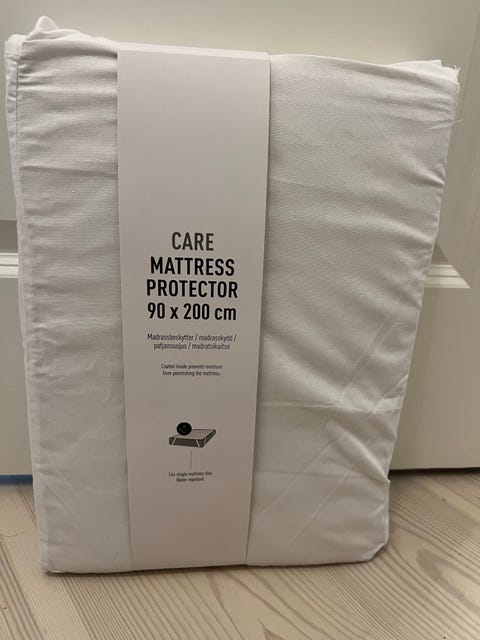 CARE
MATTRESS
PROTECTOR
90 x 200 cm
Madrassbeskytter / madrasskydd /
patjansuojus / madratsikaitse
Coated inside prevents moisture
from penetrating the mattress.
Fits single mattress size.
Water repellent.